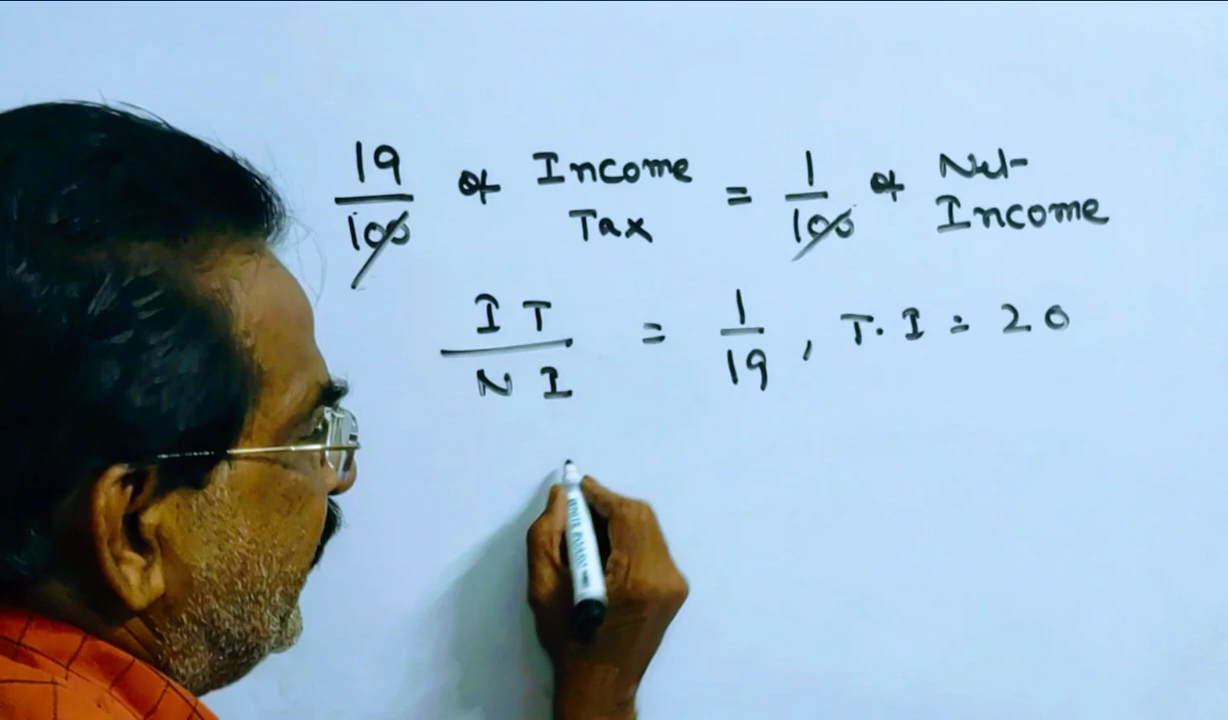 19/100 of Income Tax = 1/100 of Net Income
IT/NI = 1/19, T.I = 20